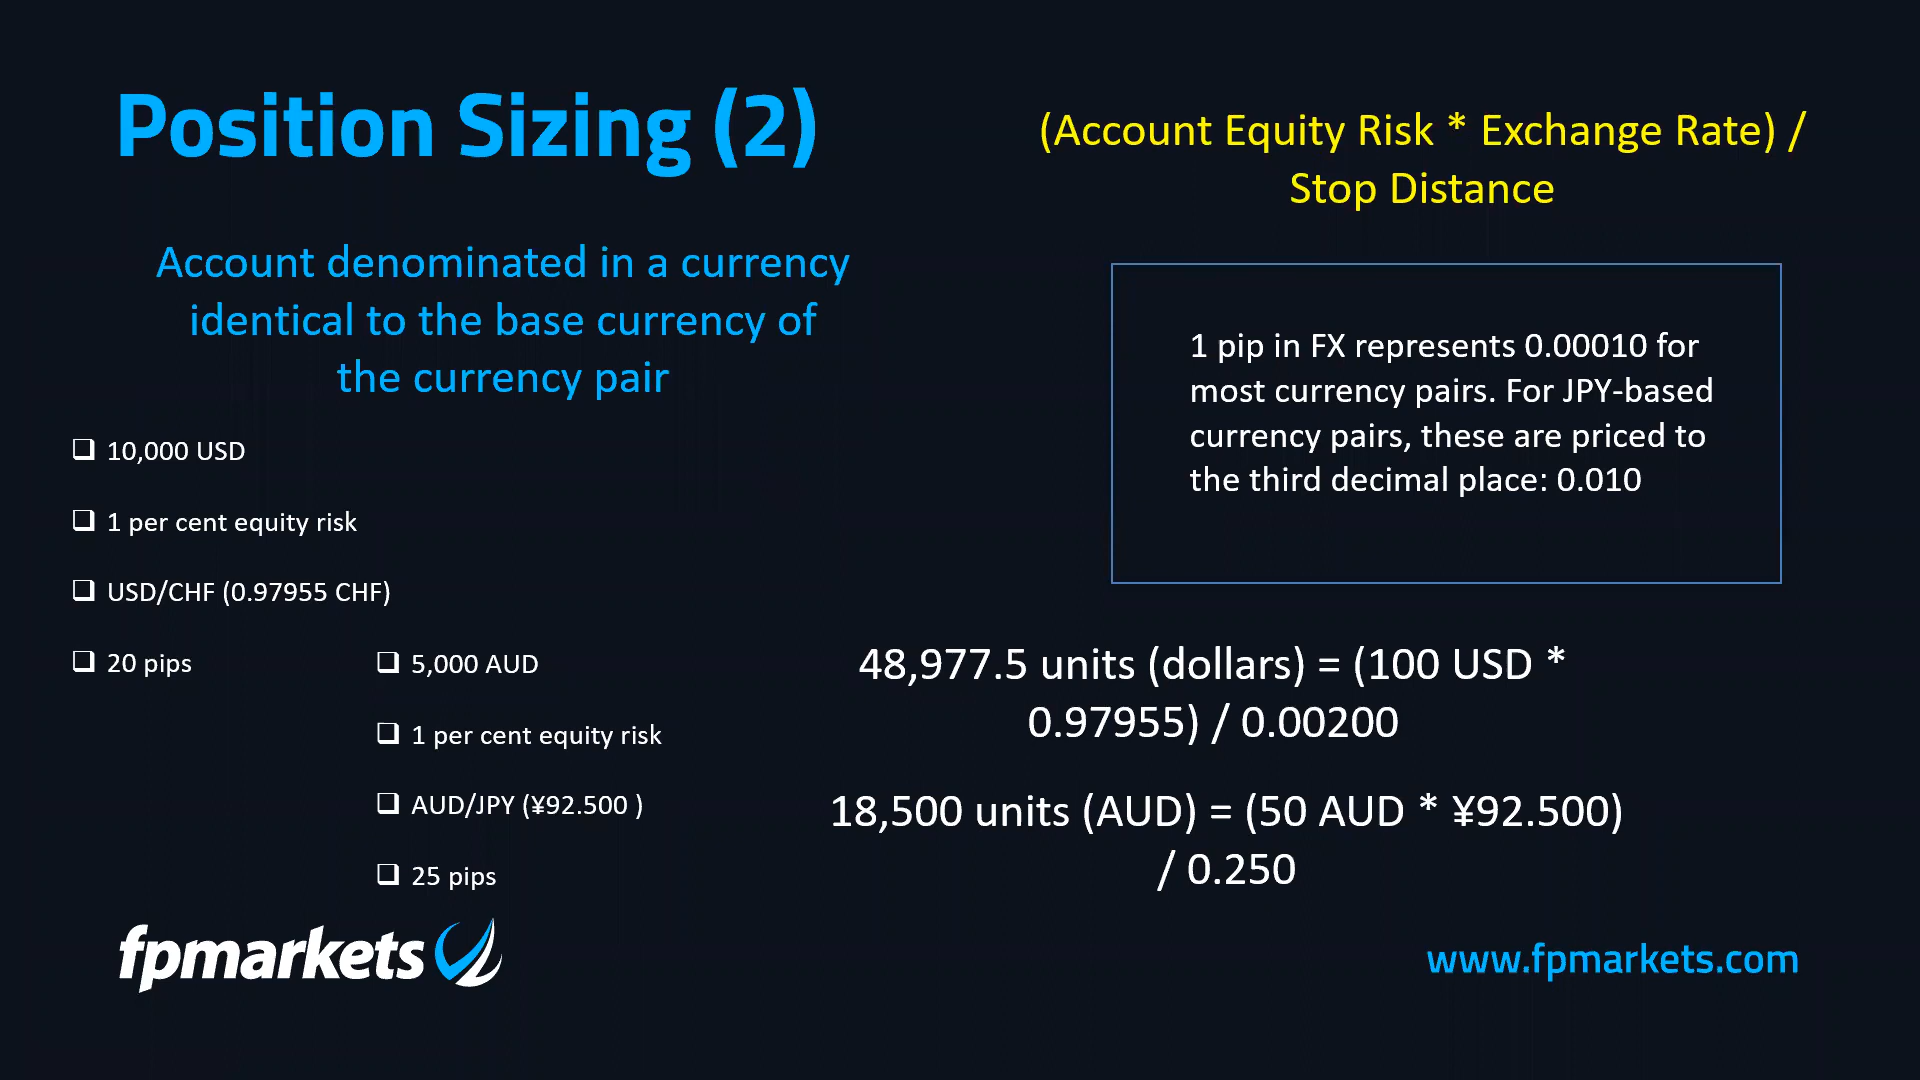 Position Sizing (2)
(Account Equity Risk * Exchange Rate) /
Stop Distance
Account denominated in a currency
identical to the base currency of
the currency pair
1 pip in FX represents 0.00010 for
most currency pairs. For JPY-based
currency pairs, these are priced to
the third decimal place: 0.010
❑ 10,000 USD
❑ 1 per cent equity risk
❑ USD/CHF (0.97955 CHF)
❑ 20 pips
❑ 5,000 AUD
❑ 1 per cent equity risk
❑ AUD/JPY (¥92.500 )
❑ 25 pips
48,977.5 units (dollars) = (100 USD *
0.97955) / 0.00200
18,500 units (AUD) = (50 AUD * ¥92.500)
/ 0.250
fpmarkets
www.fpmarkets.com